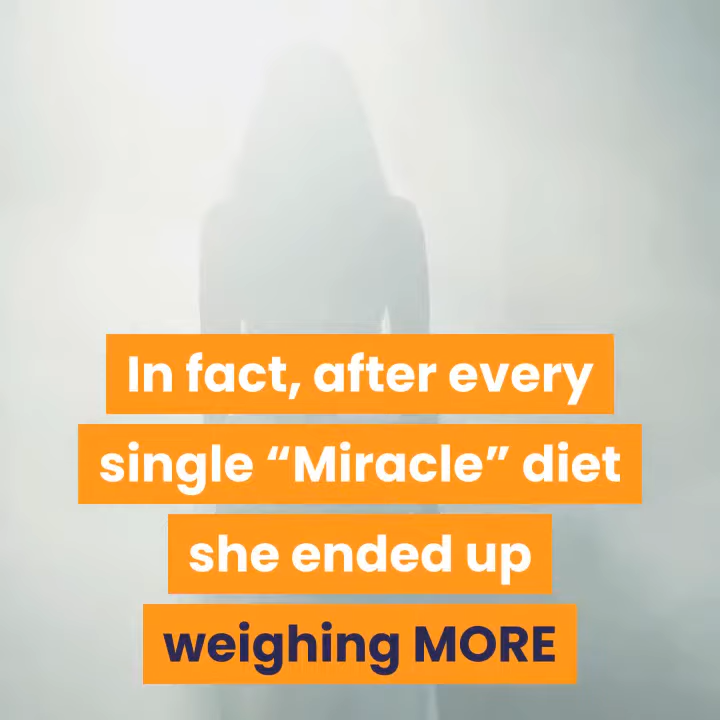 In fact, after every
single “Miracle” diet
she ended up
weighing MORE